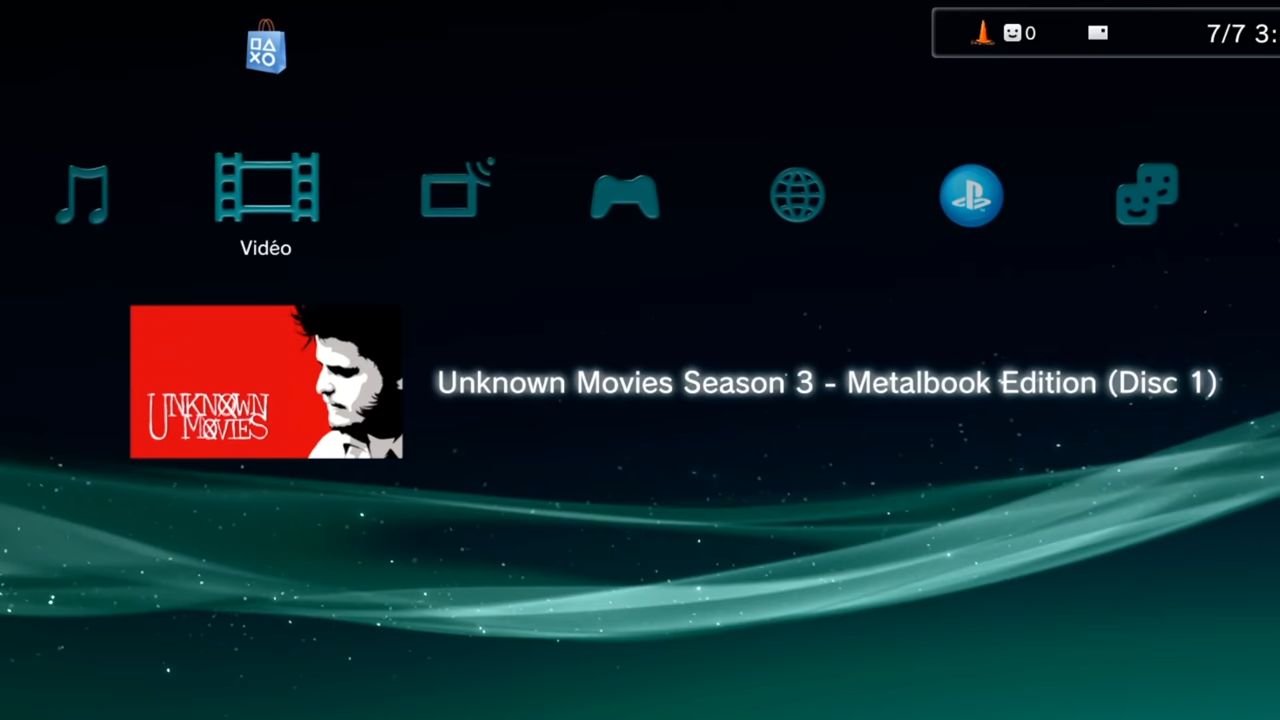 0
7/7 3:
Vidéo
Unknown Movies Season 3 - Metalbook Edition (Disc 1)
UNKNOWN
MOVIES